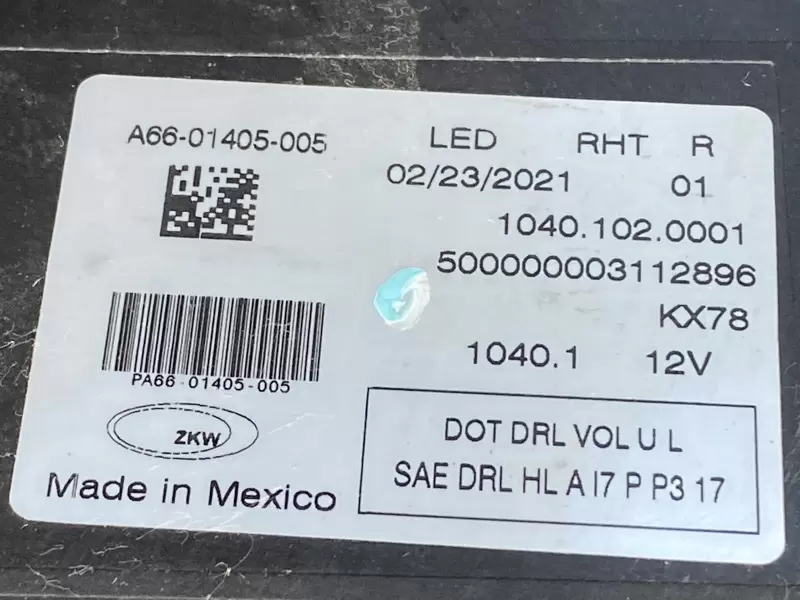 A66-01405-005 LED RHT R
02/23/2021 01
1040.102.0001
500000003112896
KX78
1040.1 12V
PA66-01405-005
ZKW
Made in Mexico
DOT DRL VOL U L
SAE DRL HL A I7 P P3 17